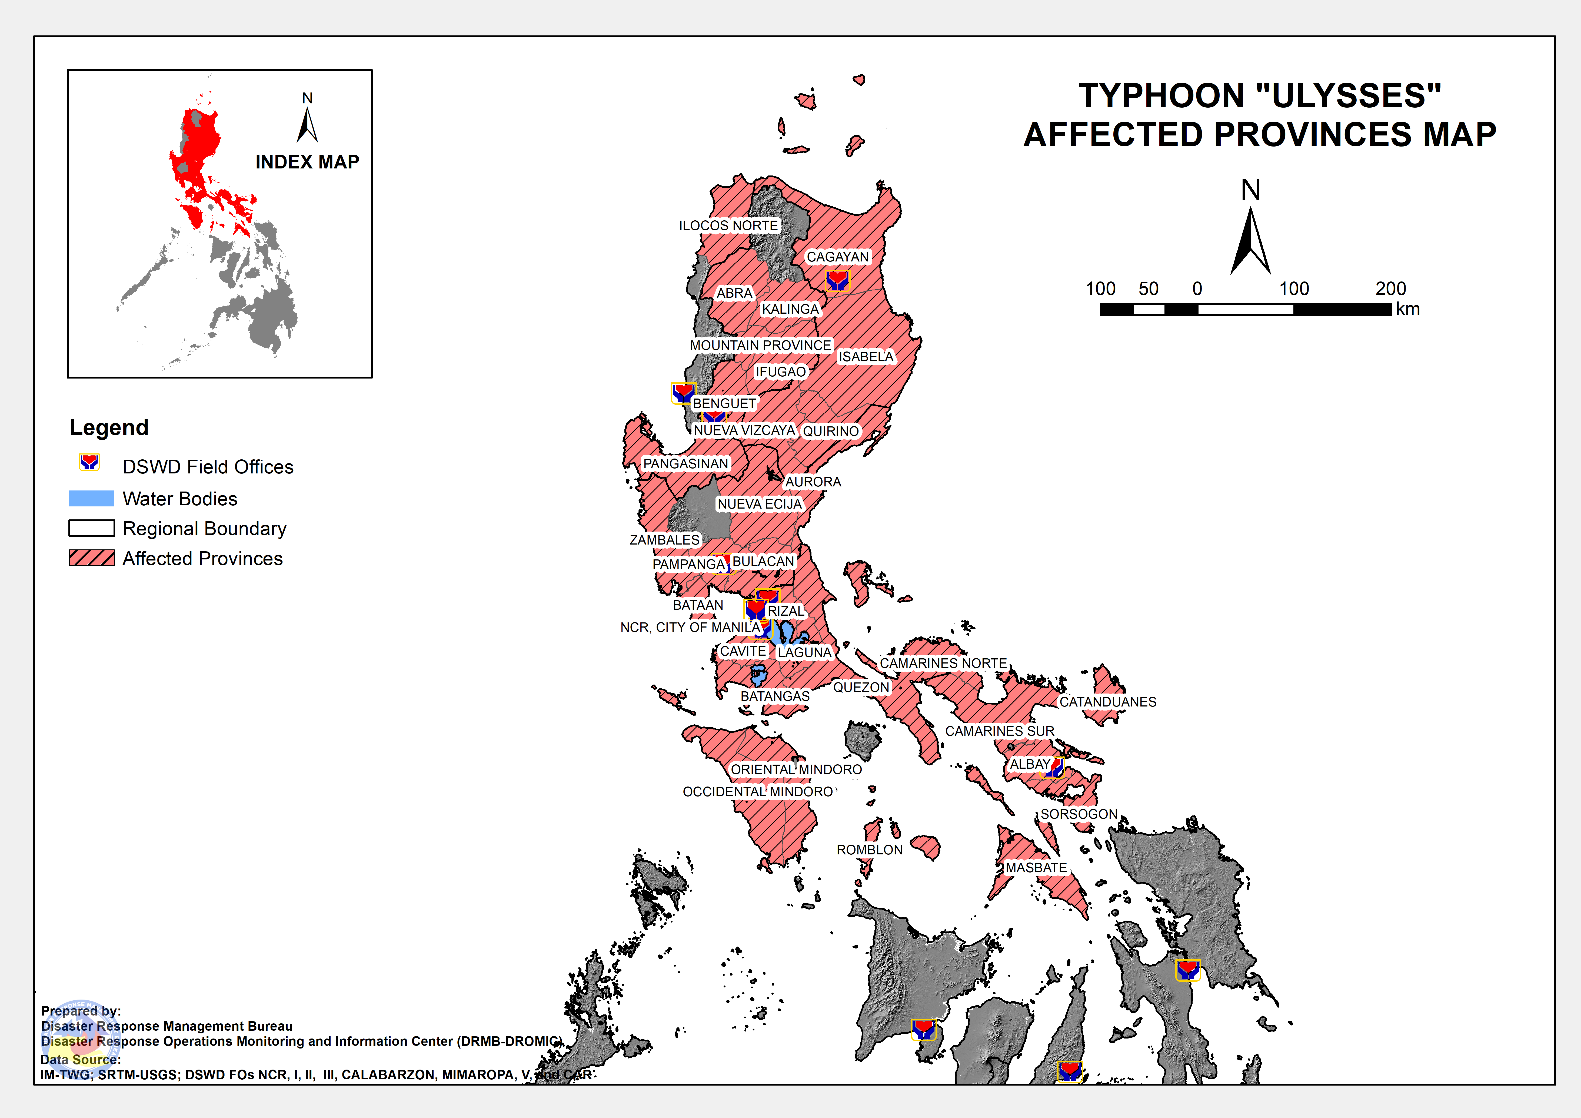 TYPHOON "ULYSSES"
AFFECTED PROVINCES MAP
N
INDEX MAP
N
100 50 0 100 200
km
Legend
DSWD Field Offices
Water Bodies
Regional Boundary
Affected Provinces
ILOCOS NORTE
CAGAYAN
ABRA
KALINGA
MOUNTAIN PROVINCE
ISABELA
IFUGAO
BENGUET
NUEVA VIZCAYA
QUIRINO
PANGASINAN
AURORA
NUEVA ECIJA
ZAMBALES
PAMPANGA
BULACAN
BATAAN
RIZAL
NCR, CITY OF MANILA
CAVITE
LAGUNA
CAMARINES NORTE
QUEZON
BATANGAS
CATANDUANES
CAMARINES SUR
ALBAY
ORIENTAL MINDORO
OCCIDENTAL MINDORO
SORSOGON
ROMBLON
MASBATE
Prepared by:
Disaster Response Management Bureau
Disaster Response Operations Monitoring and Information Center (DRMB-DROMIC)
Data Source:
IM-TWG; SRTM-USGS; DSWD FOs NCR, I, II, III, CALABARZON, MIMAROPA, V, and CAR